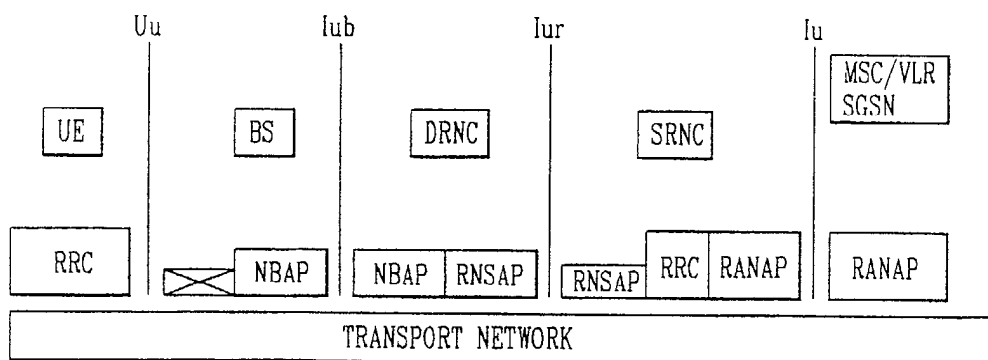 Uu Iub Iur Iu
MSC/VLR
SGSN
UE BS DRNC SRNC
RRC NBAP NBAP RNSAP RNSAP RRC RANAP RANAP
TRANSPORT NETWORK